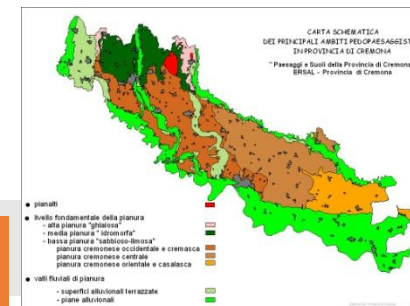 CARTA SCHEMATICA
DEI PRINCIPALI AMBITI PEDOPAESAGGIST
IN PROVINCIA DI CREMONA
" Paesaggi e Suoli della Provincia di Cremona
ERSAL - Provincia di Cremona
• pianalti
• livello fondamentale della pianura
- alta pianura "ghiaiosa"
- media pianura " idromorfa"
- bassa pianura "sabbioso-limosa"
pianura cremonese occidentale e cremasca
pianura cremonese centrale
pianura cremonese orientale e casalasca
• valli fluviali di pianura
- superfici alluvionali terrazzate
- piane alluvionali